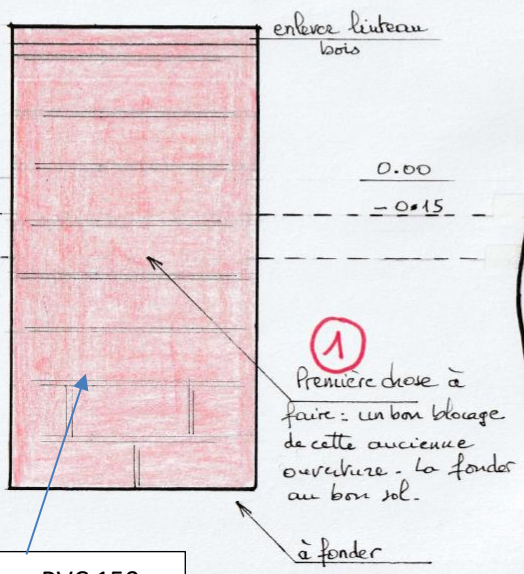 enlever linteau
bois
0.00
- 0.15
1
Première chose à
faire : un bon blocage
de cette ancienne
ouverture. La fonder
au bon sol.
à fonder
PVC 150